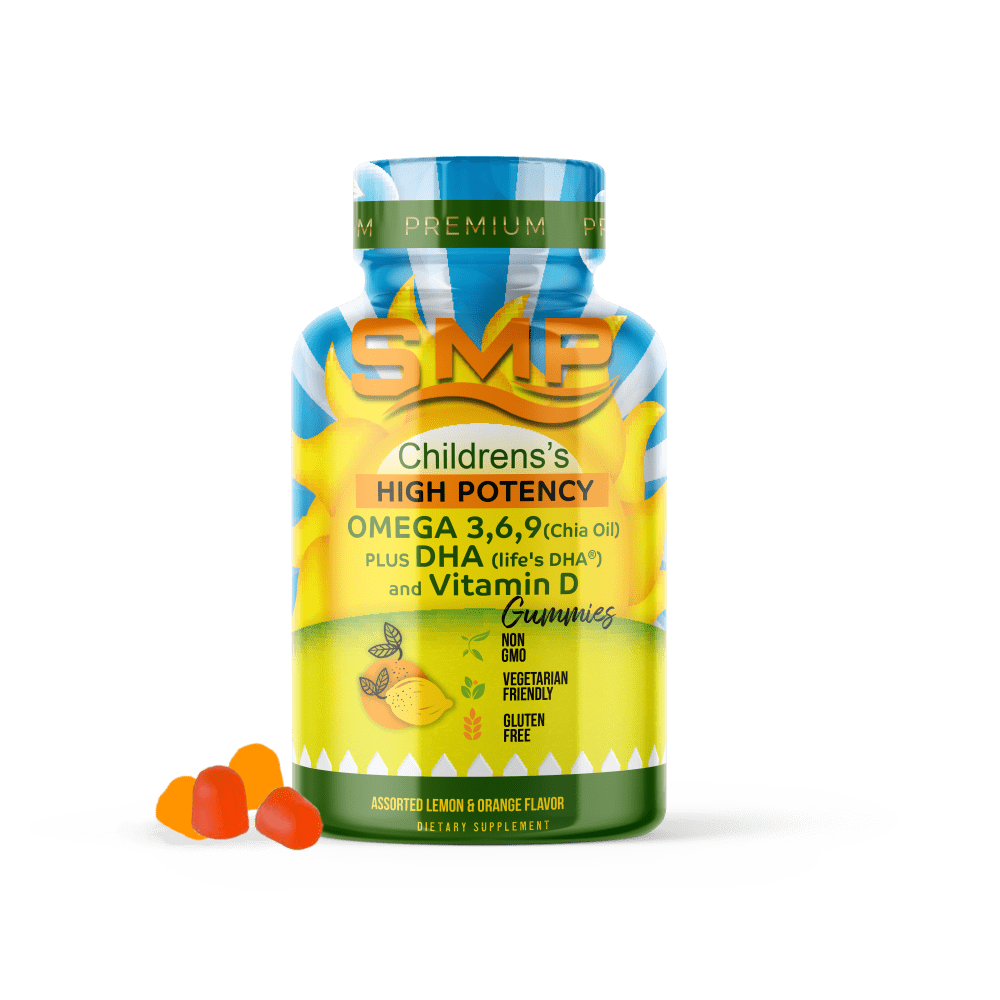 M PREMIUM PR
SMP
Childrens's
HIGH POTENCY
OMEGA 3,6,9 (Chia Oil)
PLUS DHA (life's DHA®)
and Vitamin D
Gummies
NON
GMO
VEGETARIAN
FRIENDLY
GLUTEN
FREE
ASSORTED LEMON & ORANGE FLAVOR
DIETARY SUPPLEMENT